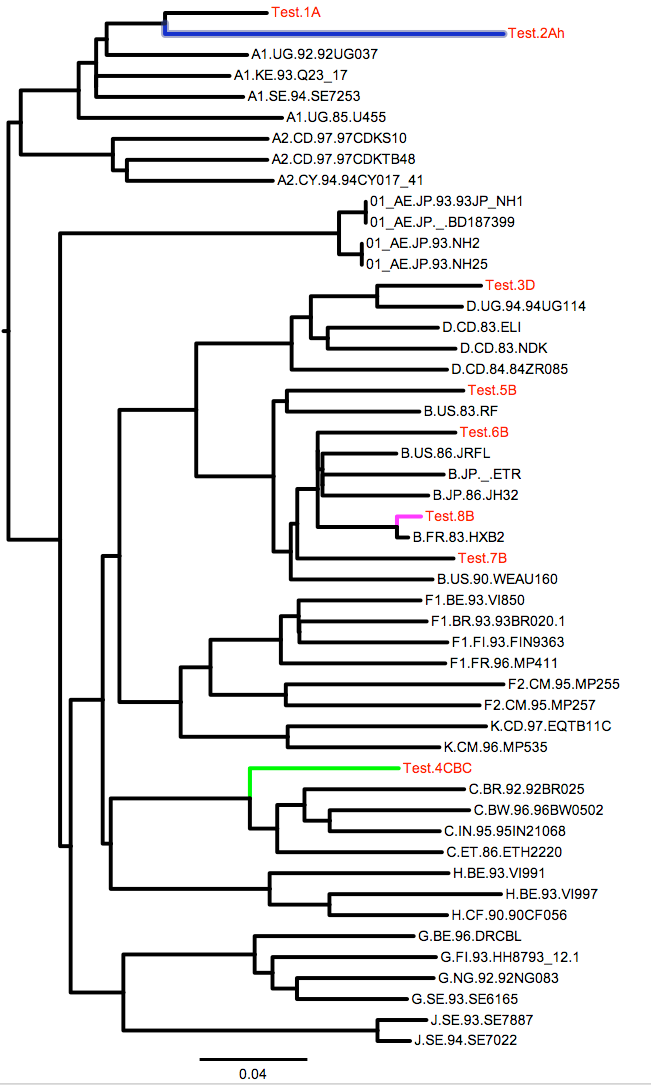 Test.1A
Test.2Ah
A1.UG.92.92UG037
A1.KE.93.Q23_17
A1.SE.94.SE7253
A1.UG.85.U455
A2.CD.97.97CDKS10
A2.CD.97.97CDKTB48
A2.CY.94.94CY017_41
01_AE.JP.93.93JP_NH1
01_AE.JP._.BD187399
01_AE.JP.93.NH2
01_AE.JP.93.NH25
Test.3D
D.UG.94.94UG114
D.CD.83.ELI
D.CD.83.NDK
D.CD.84.84ZR085
Test.5B
B.US.83.RF
Test.6B
B.US.86.JRFL
B.JP._.ETR
B.JP.86.JH32
Test.8B
B.FR.83.HXB2
Test.7B
B.US.90.WEAU160
F1.BE.93.VI850
F1.BR.93.93BR020.1
F1.FI.93.FIN9363
F1.FR.96.MP411
F2.CM.95.MP255
F2.CM.95.MP257
K.CD.97.EQTB11C
K.CM.96.MP535
Test.4CBC
C.BR.92.92BR025
C.BW.96.96BW0502
C.IN.95.95IN21068
C.ET.86.ETH2220
H.BE.93.VI991
H.BE.93.VI997
H.CF.90.90CF056
G.BE.96.DRCBL
G.FI.93.HH8793_12.1
G.NG.92.92NG083
G.SE.93.SE6165
J.SE.93.SE7887
J.SE.94.SE7022
0.04